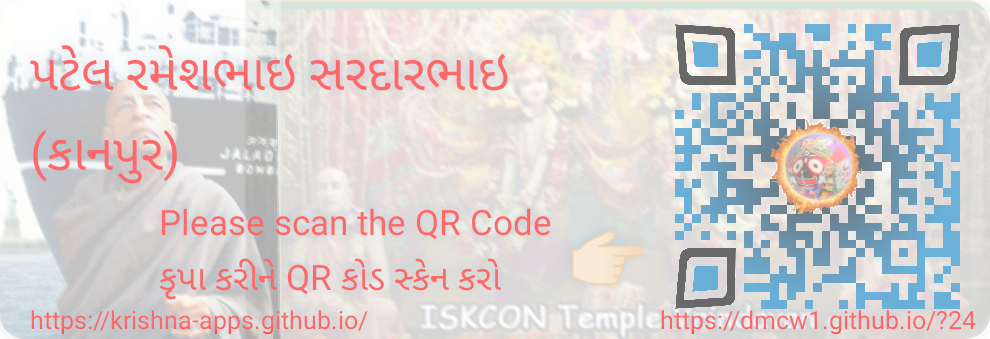 પટેલ રમેશભાઇ સરદારભાઇ
(કાનપુર)
JALAD
Please scan the QR Code
કૃપા કરીને QR કોડ સ્કેન કરો
https://krishna-apps.github.io/
ISKCON Temple
https://dmcw1.github.io/?24